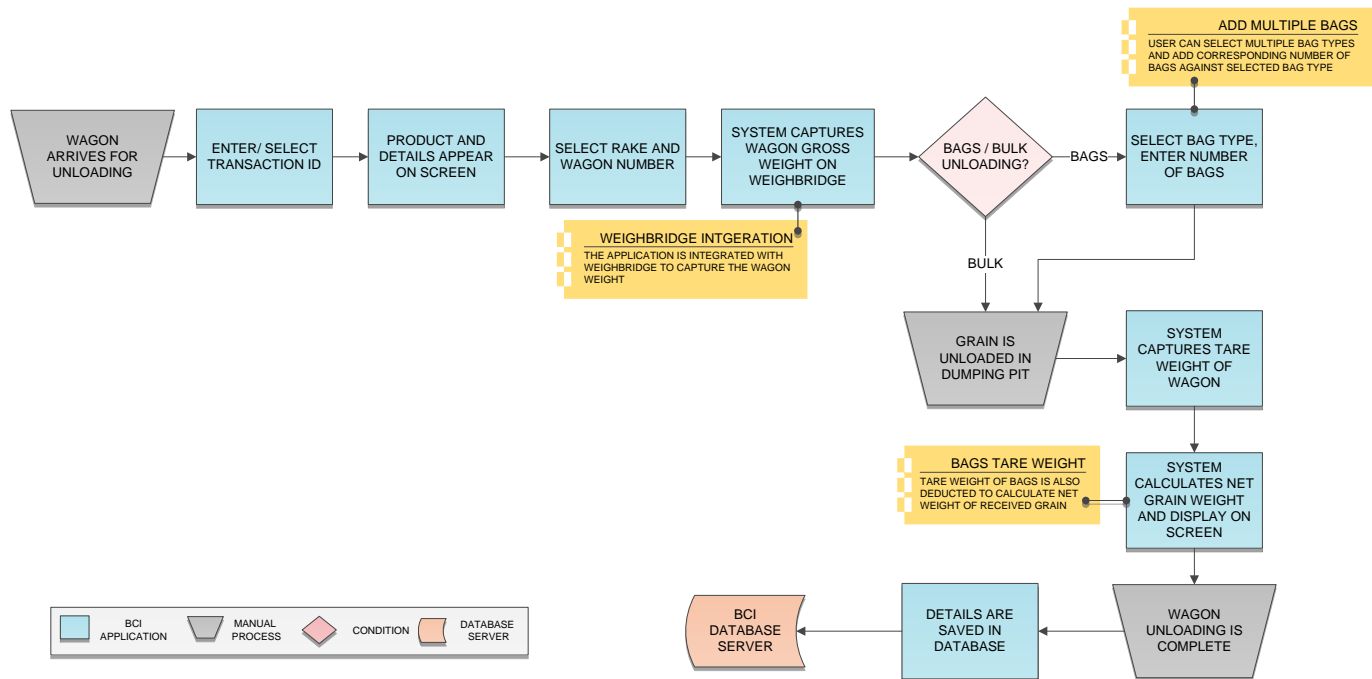 ADD MULTIPLE BAGS
USER CAN SELECT MULTIPLE BAG TYPES
AND ADD CORRESPONDING NUMBER OF
BAGS AGAINST SELECTED BAG TYPE
WAGON
ARRIVES FOR
UNLOADING
ENTER/ SELECT
TRANSACTION ID
PRODUCT AND
DETAILS APPEAR
ON SCREEN
SELECT RAKE AND
WAGON NUMBER
SYSTEM CAPTURES
WAGON GROSS
WEIGHT ON
WEIGHBRIDGE
BAGS / BULK
UNLOADING?
BAGS
SELECT BAG TYPE,
ENTER NUMBER
OF BAGS
WEIGHBRIDGE INTGERATION
THE APPLICATION IS INTEGRATED WITH
WEIGHBRIDGE TO CAPTURE THE WAGON
WEIGHT
BULK
GRAIN IS
UNLOADED IN
DUMPING PIT
SYSTEM
CAPTURES TARE
WEIGHT OF
WAGON
BAGS TARE WEIGHT
TARE WEIGHT OF BAGS IS ALSO
DEDUCTED TO CALCULATE NET
WEIGHT OF RECEIVED GRAIN
SYSTEM
CALCULATES NET
GRAIN WEIGHT
AND DISPLAY ON
SCREEN
WAGON
UNLOADING IS
COMPLETE
DETAILS ARE
SAVED IN
DATABASE
BCI
DATABASE
SERVER
BCI
APPLICATION
MANUAL
PROCESS
CONDITION
DATABASE
SERVER